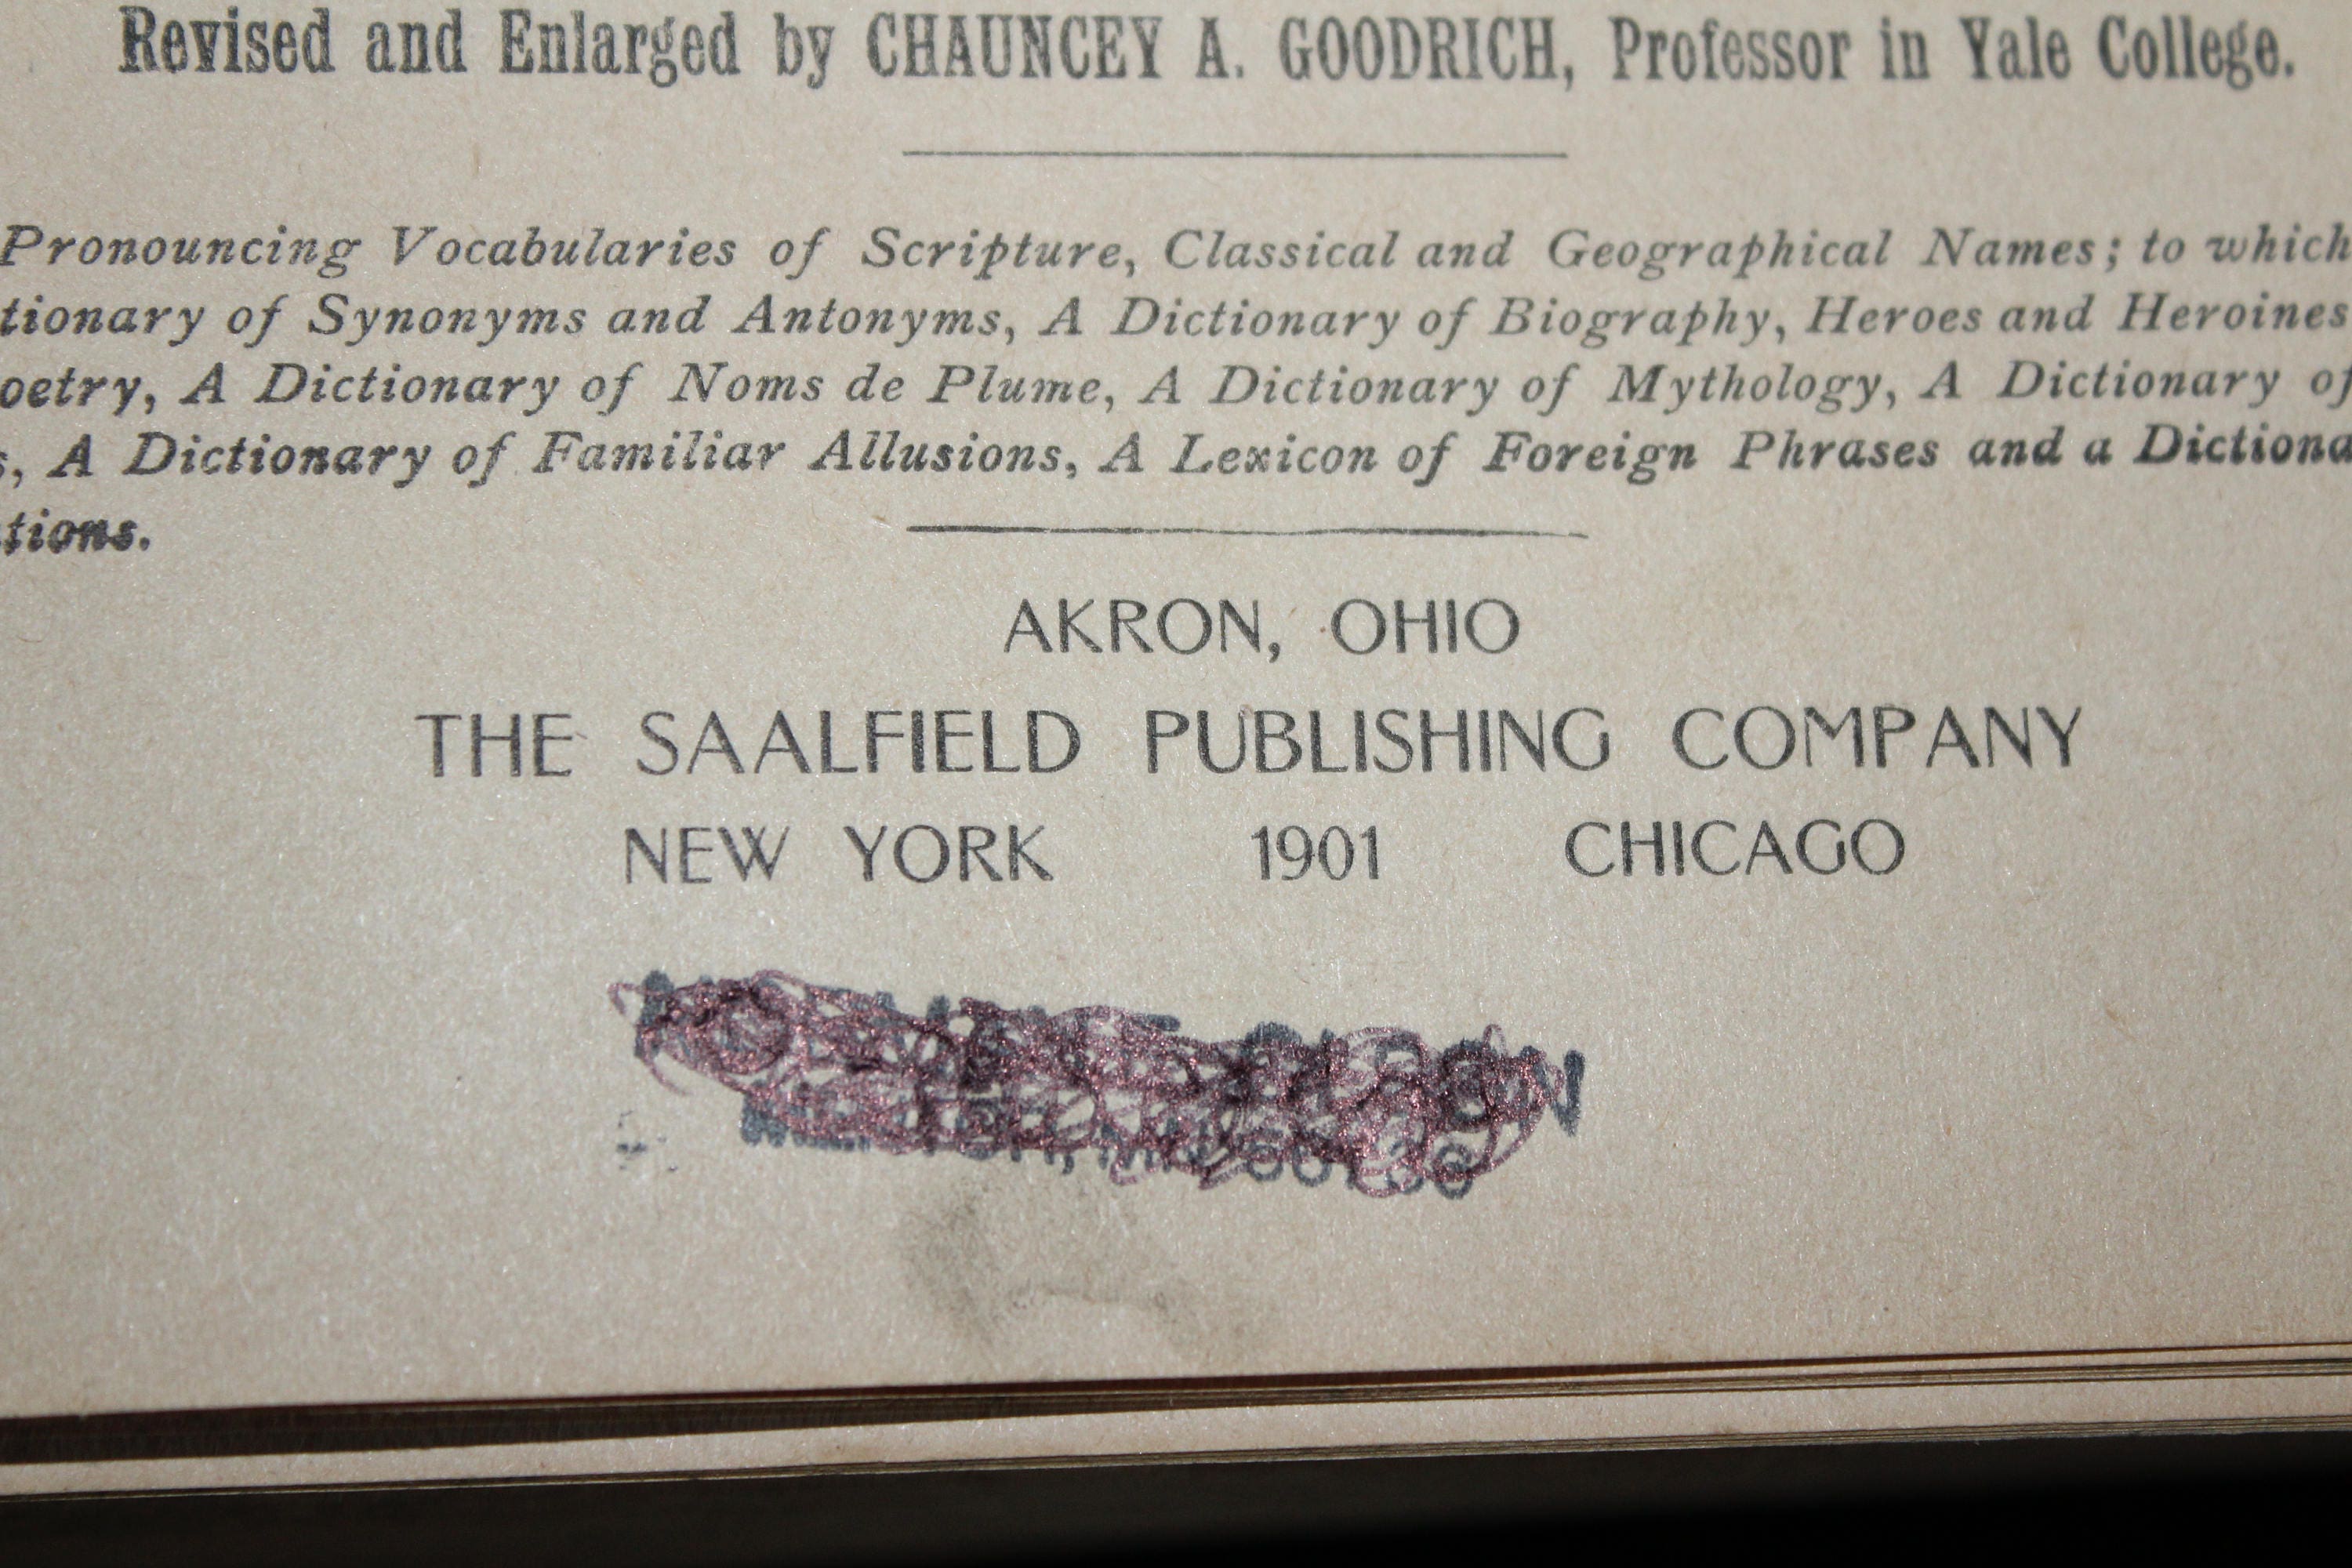 Revised and Enlarged by CHAUNCEY A. GOODRICH, Professor in Yale College.
Pronouncing Vocabularies of Scripture, Classical and Geographical Names; to which
tionary of Synonyms and Antonyms, A Dictionary of Biography, Heroes and Heroines
oetry, A Dictionary of Noms de Plume, A Dictionary of Mythology, A Dictionary of
s, A Dictionary of Familiar Allusions, A Lexicon of Foreign Phrases and a Dictiona
tions.
AKRON, OHIO
THE SAALFIELD PUBLISHING COMPANY
NEW YORK 1901 CHICAGO